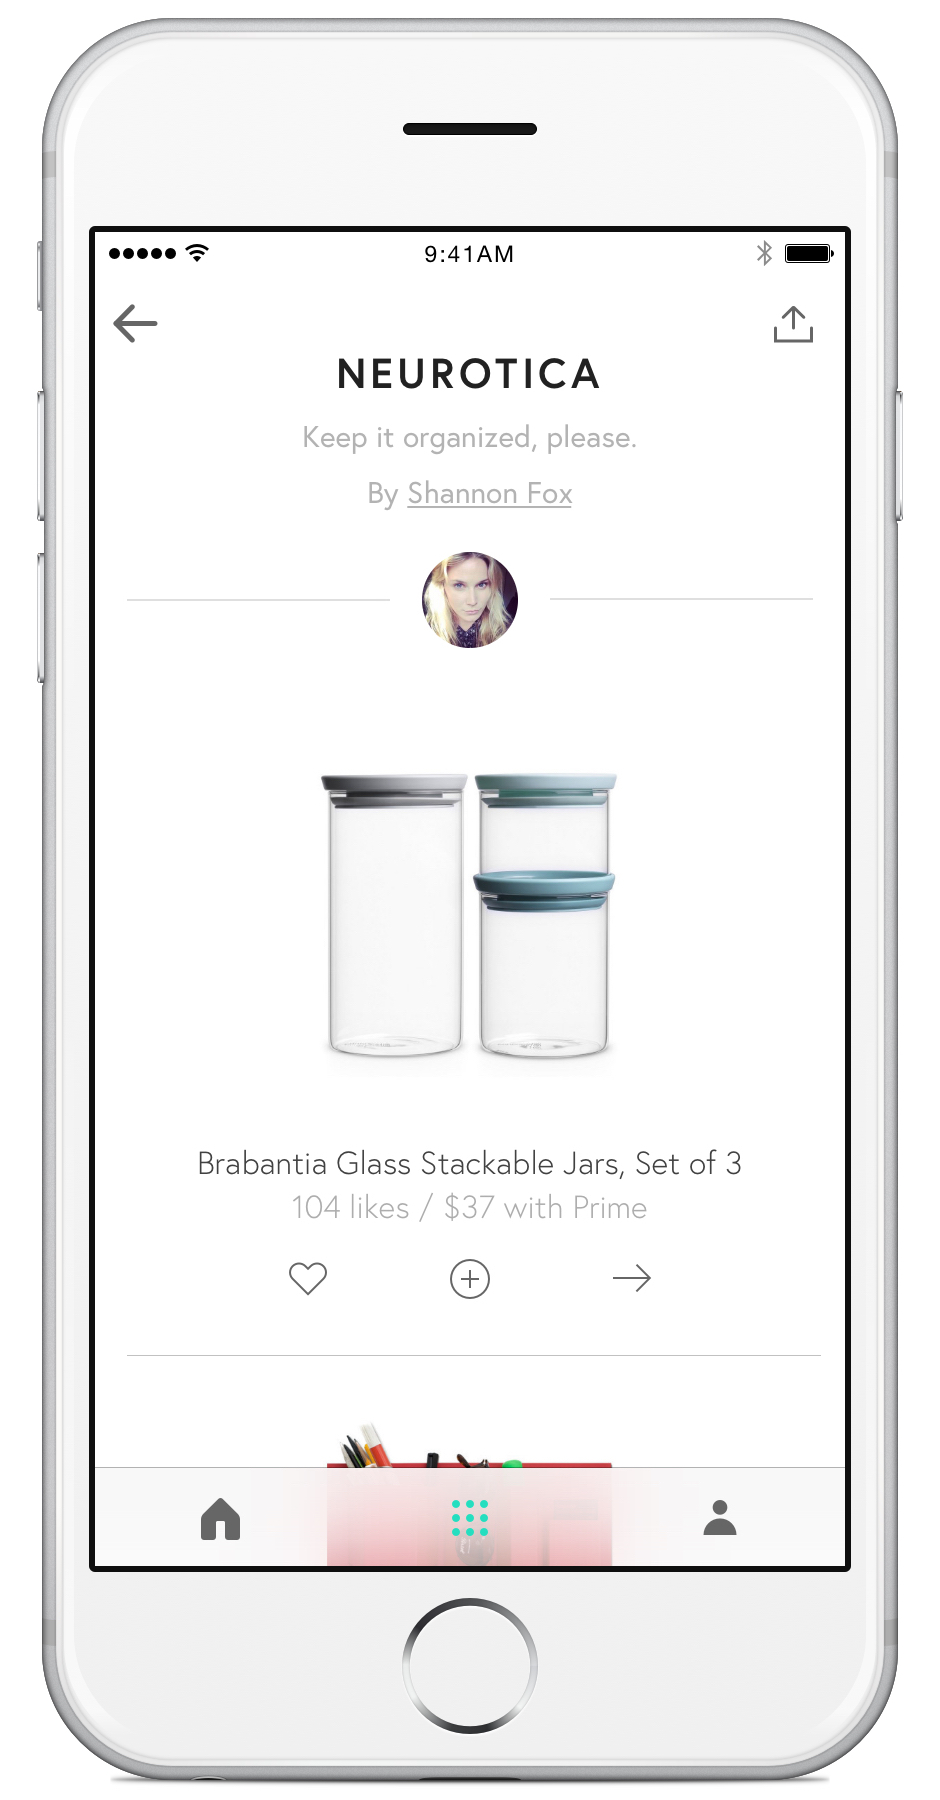 9:41AM
NEUROTICA
Keep it organized, please.
By Shannon Fox
Brabantia Glass Stackable Jars, Set of 3
104 likes / $37 with Prime